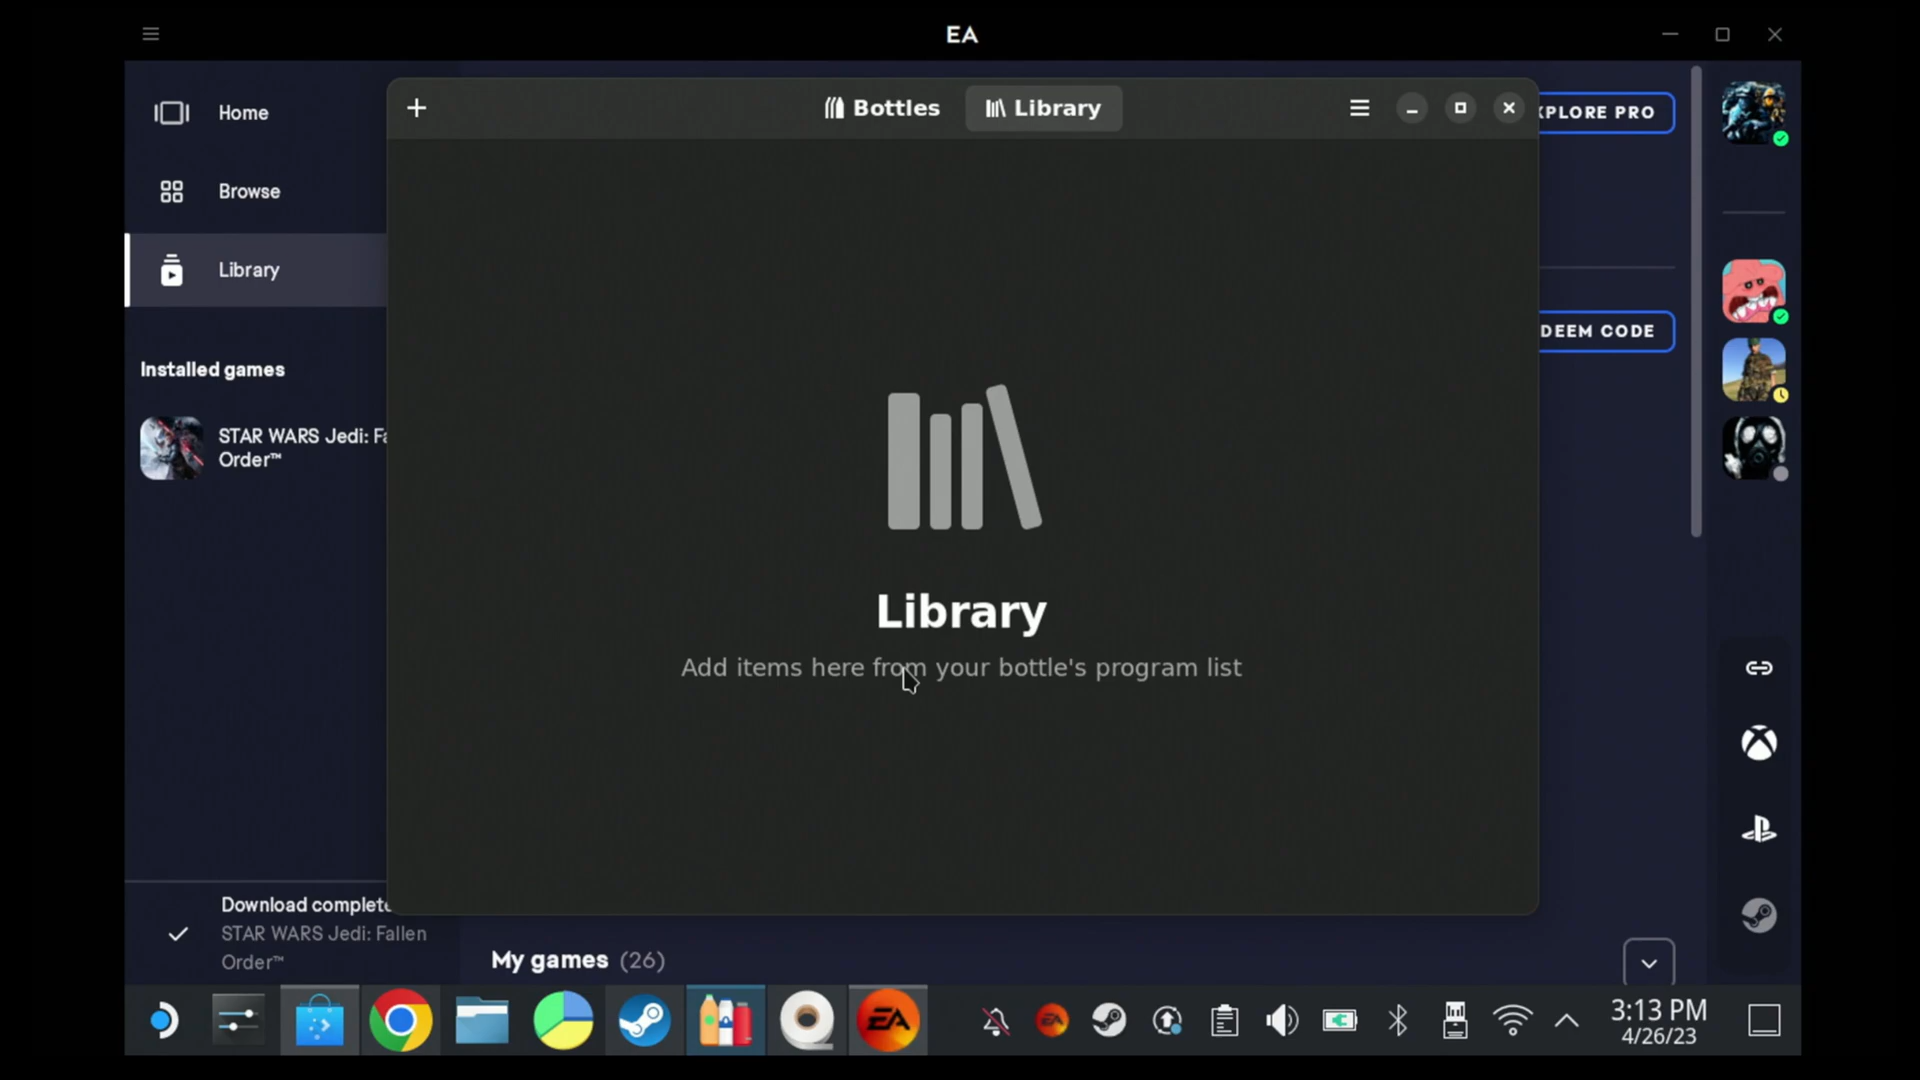 EA
Home
Browse
Library
Installed games
STAR WARS Jedi: Fa
Order™
Download complete
STAR WARS Jedi: Fallen
Order™
Bottles
Library
Library
Add items here from your bottle's program list
XPLORE PRO
DEEM CODE
My games (26)
EA
EA
3:13 PM
4/26/23